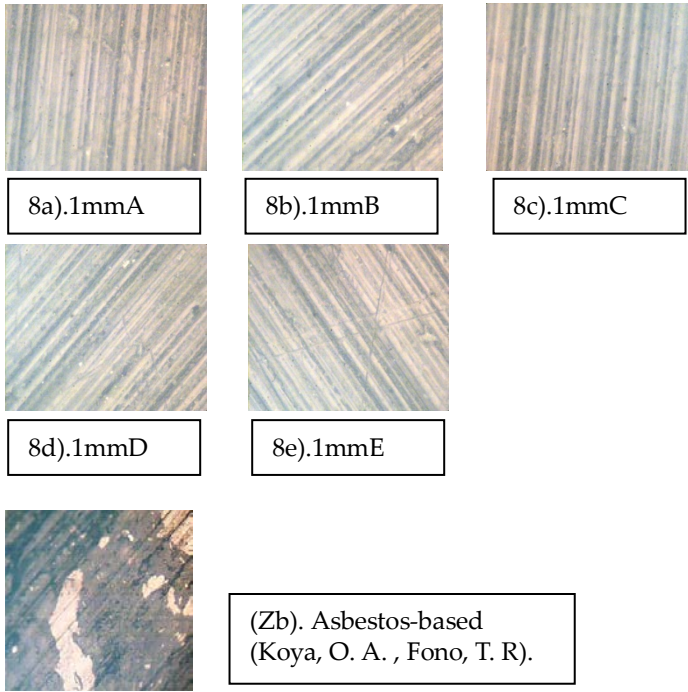 8a).1mmA
8b).1mmB
8c).1mmC
8d).1mmD
8e).1mmE
(Zb). Asbestos-based
(Koya, O. A. , Fono, T. R).